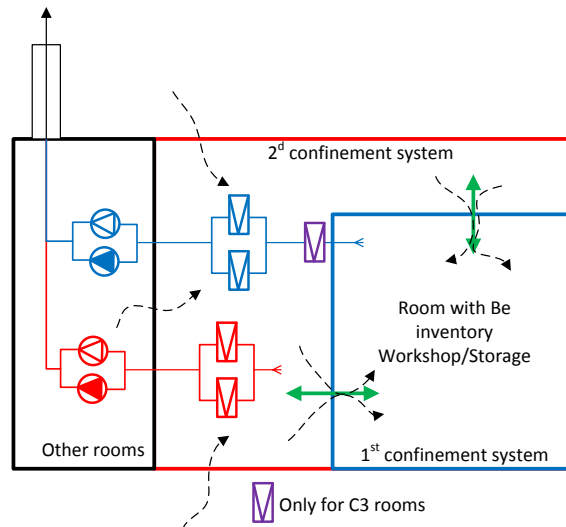 2ᵈ confinement system
Room with Be
inventory
Workshop/Storage
Other rooms
1ˢᵗ confinement system
Only for C3 rooms